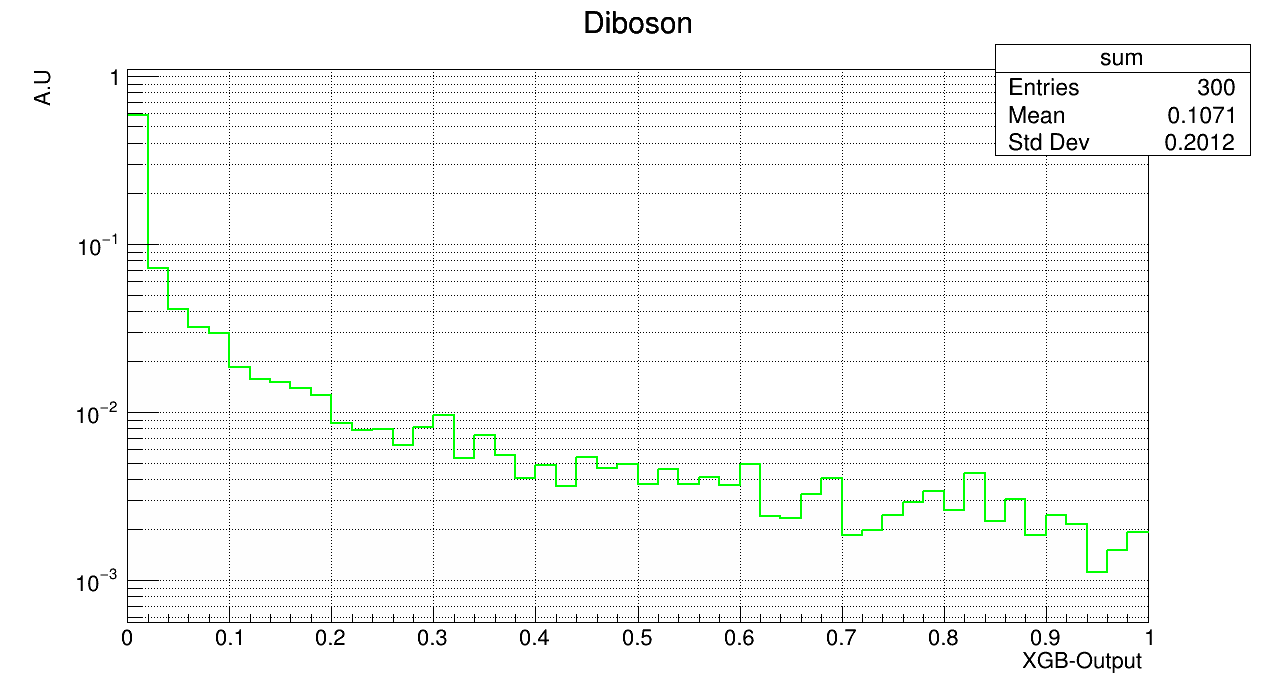 Diboson
sum
Entries 300
Mean 0.1071
Std Dev 0.2012
A.U
1
10⁻¹
10⁻²
10⁻³
0 0.1 0.2 0.3 0.4 0.5 0.6 0.7 0.8 0.9 1
XGB-Output